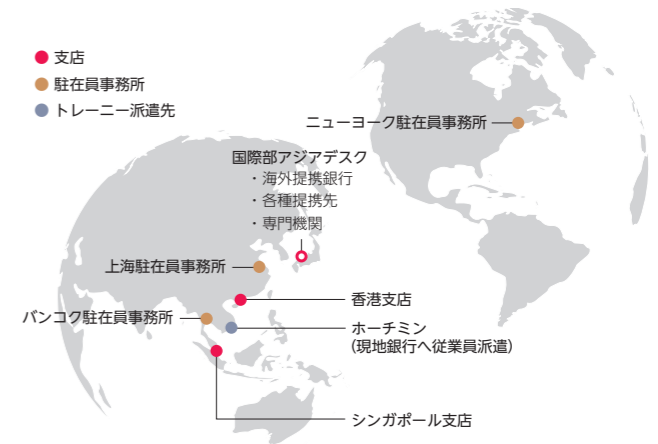 支店
駐在員事務所
トレーニー派遣先
ニューヨーク駐在員事務所
国際部アジアデスク
・海外提携銀行
・各種提携先
・専門機関
上海駐在員事務所
香港支店
バンコク駐在員事務所
ホーチミン
(現地銀行へ従業員派遣)
シンガポール支店